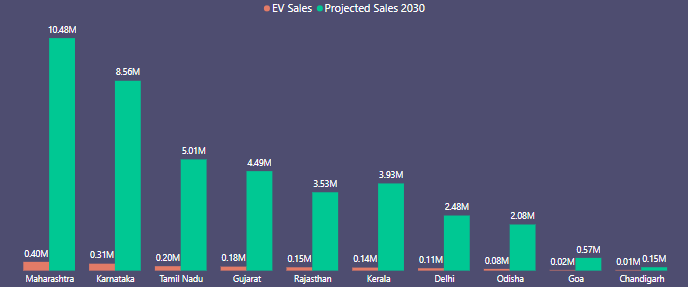 EV Sales Projected Sales 2030
10.48M
8.56M
5.01M
4.49M
3.53M
3.93M
2.48M
2.08M
0.57M
0.15M
0.40M
0.31M
0.20M
0.18M
0.15M
0.14M
0.11M
0.08M
0.02M
0.01M
Maharashtra Karnataka Tamil Nadu Gujarat Rajasthan Kerala Delhi Odisha Goa Chandigarh